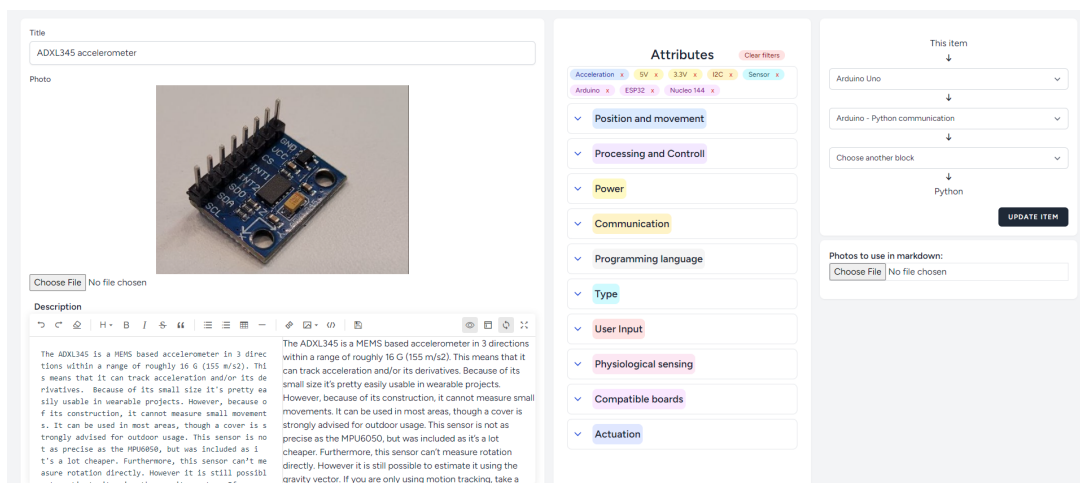 Title
ADXL345 accelerometer
Photo
GND
VCC
CS
INT1
INT2
SDO
SDA
SCL
Choose File No file chosen
Description
H B I S “
The ADXL345 is a MEMS based accelerometer in 3 direc
tions within a range of roughly 16 G (155 m/s2). Thi
s means that it can track acceleration and/or its de
rivatives.  Because of its small size it's pretty ea
sily usable in wearable projects. However, because o
f its construction, it cannot measure small movement
s. It can be used in most areas, though a cover is s
trongly advised for outdoor usage. This sensor is no
t as precise as the MPU6050, but was included as i
t's a lot cheaper. Furthermore, this sensor can't me
asure rotation directly. However it is still possibl
The ADXL345 is a MEMS based accelerometer in 3 directions
within a range of roughly 16 G (155 m/s2). This means that it
can track acceleration and/or its derivatives. Because of its
small size it's pretty easily usable in wearable projects.
However, because of its construction, it cannot measure small
movements. It can be used in most areas, though a cover is
strongly advised for outdoor usage. This sensor is not as
precise as the MPU6050, but was included as it's a lot
cheaper. Furthermore, this sensor can't measure rotation
directly. However it is still possible to estimate it using the
gravity vector. If you are only using motion tracking, take a
Attributes
Clear filters
Acceleration x 5V x 3.3V x I2C x Sensor x
Arduino x ESP32 x Nucleo 144 x
Position and movement
Processing and Controll
Power
Communication
Programming language
Type
User Input
Physiological sensing
Compatible boards
Actuation
This item
Arduino Uno
Arduino - Python communication
Choose another block
Python
UPDATE ITEM
Photos to use in markdown:
Choose File No file chosen